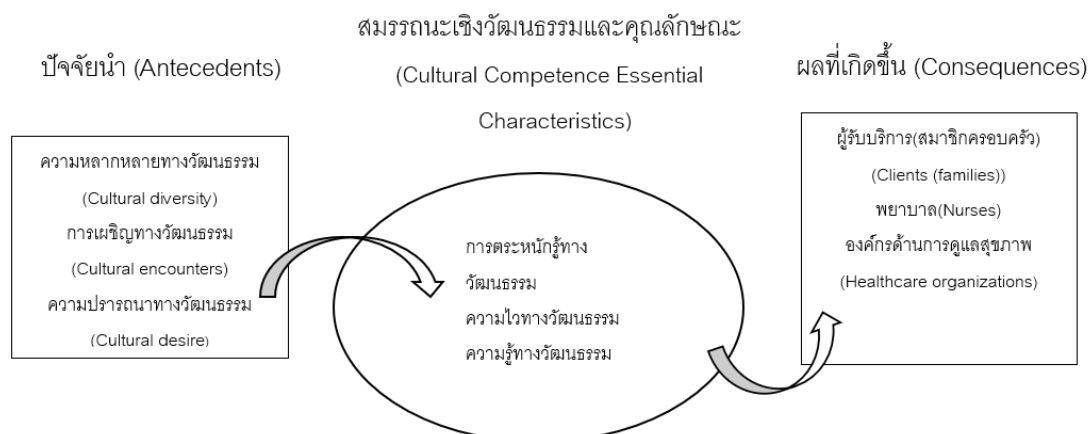 ปัจจัยนำ (Antecedents)
ความหลากหลายทางวัฒนธรรม
(Cultural diversity)
การเผชิญทางวัฒนธรรม
(Cultural encounters)
ความปรารถนาทางวัฒนธรรม
(Cultural desire)
สมรรถนะเชิงวัฒนธรรมและคุณลักษณะ
(Cultural Competence Essential
Characteristics)
การตระหนักรู้ทาง
วัฒนธรรม
ความไวทางวัฒนธรรม
ความรู้ทางวัฒนธรรม
ผลที่เกิดขึ้น (Consequences)
ผู้รับบริการ(สมาชิกครอบครัว)
(Clients (families))
พยาบาล(Nurses)
องค์กรด้านการดูแลสุขภาพ
(Healthcare organizations)